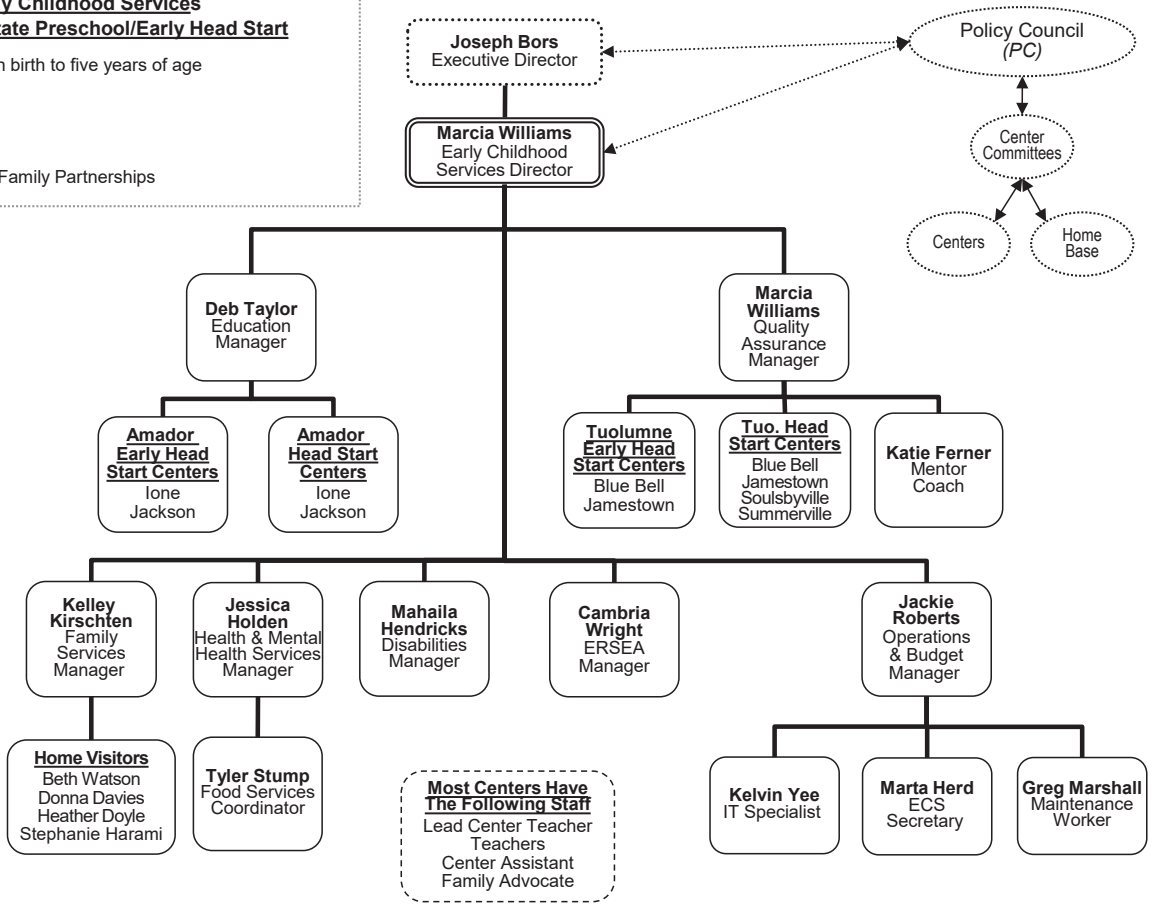 Childhood Services
Preschool/Early Head Start
birth to five years of age
Family Partnerships
Joseph Bors
Executive Director
Policy Council
(PC)
Marcia Williams
Early Childhood
Services Director
Center
Committees
Centers
Home
Base
Deb Taylor
Education
Manager
Marcia
Williams
Quality
Assurance
Manager
Amador
Early Head
Start Centers
Ione
Jackson
Amador
Head Start
Centers
Ione
Jackson
Tuolumne
Early Head
Start Centers
Blue Bell
Jamestown
Tuo. Head
Start Centers
Blue Bell
Jamestown
Soulsbyville
Summerville
Katie Ferner
Mentor
Coach
Kelley
Kirschten
Family
Services
Manager
Jessica
Holden
Health & Mental
Health Services
Manager
Mahaila
Hendricks
Disabilities
Manager
Cambria
Wright
ERSEA
Manager
Jackie
Roberts
Operations
& Budget
Manager
Home Visitors
Beth Watson
Donna Davies
Heather Doyle
Stephanie Harami
Tyler Stump
Food Services
Coordinator
Most Centers Have
The Following Staff
Lead Center Teacher
Teachers
Center Assistant
Family Advocate
Kelvin Yee
IT Specialist
Marta Herd
ECS
Secretary
Greg Marshall
Maintenance
Worker